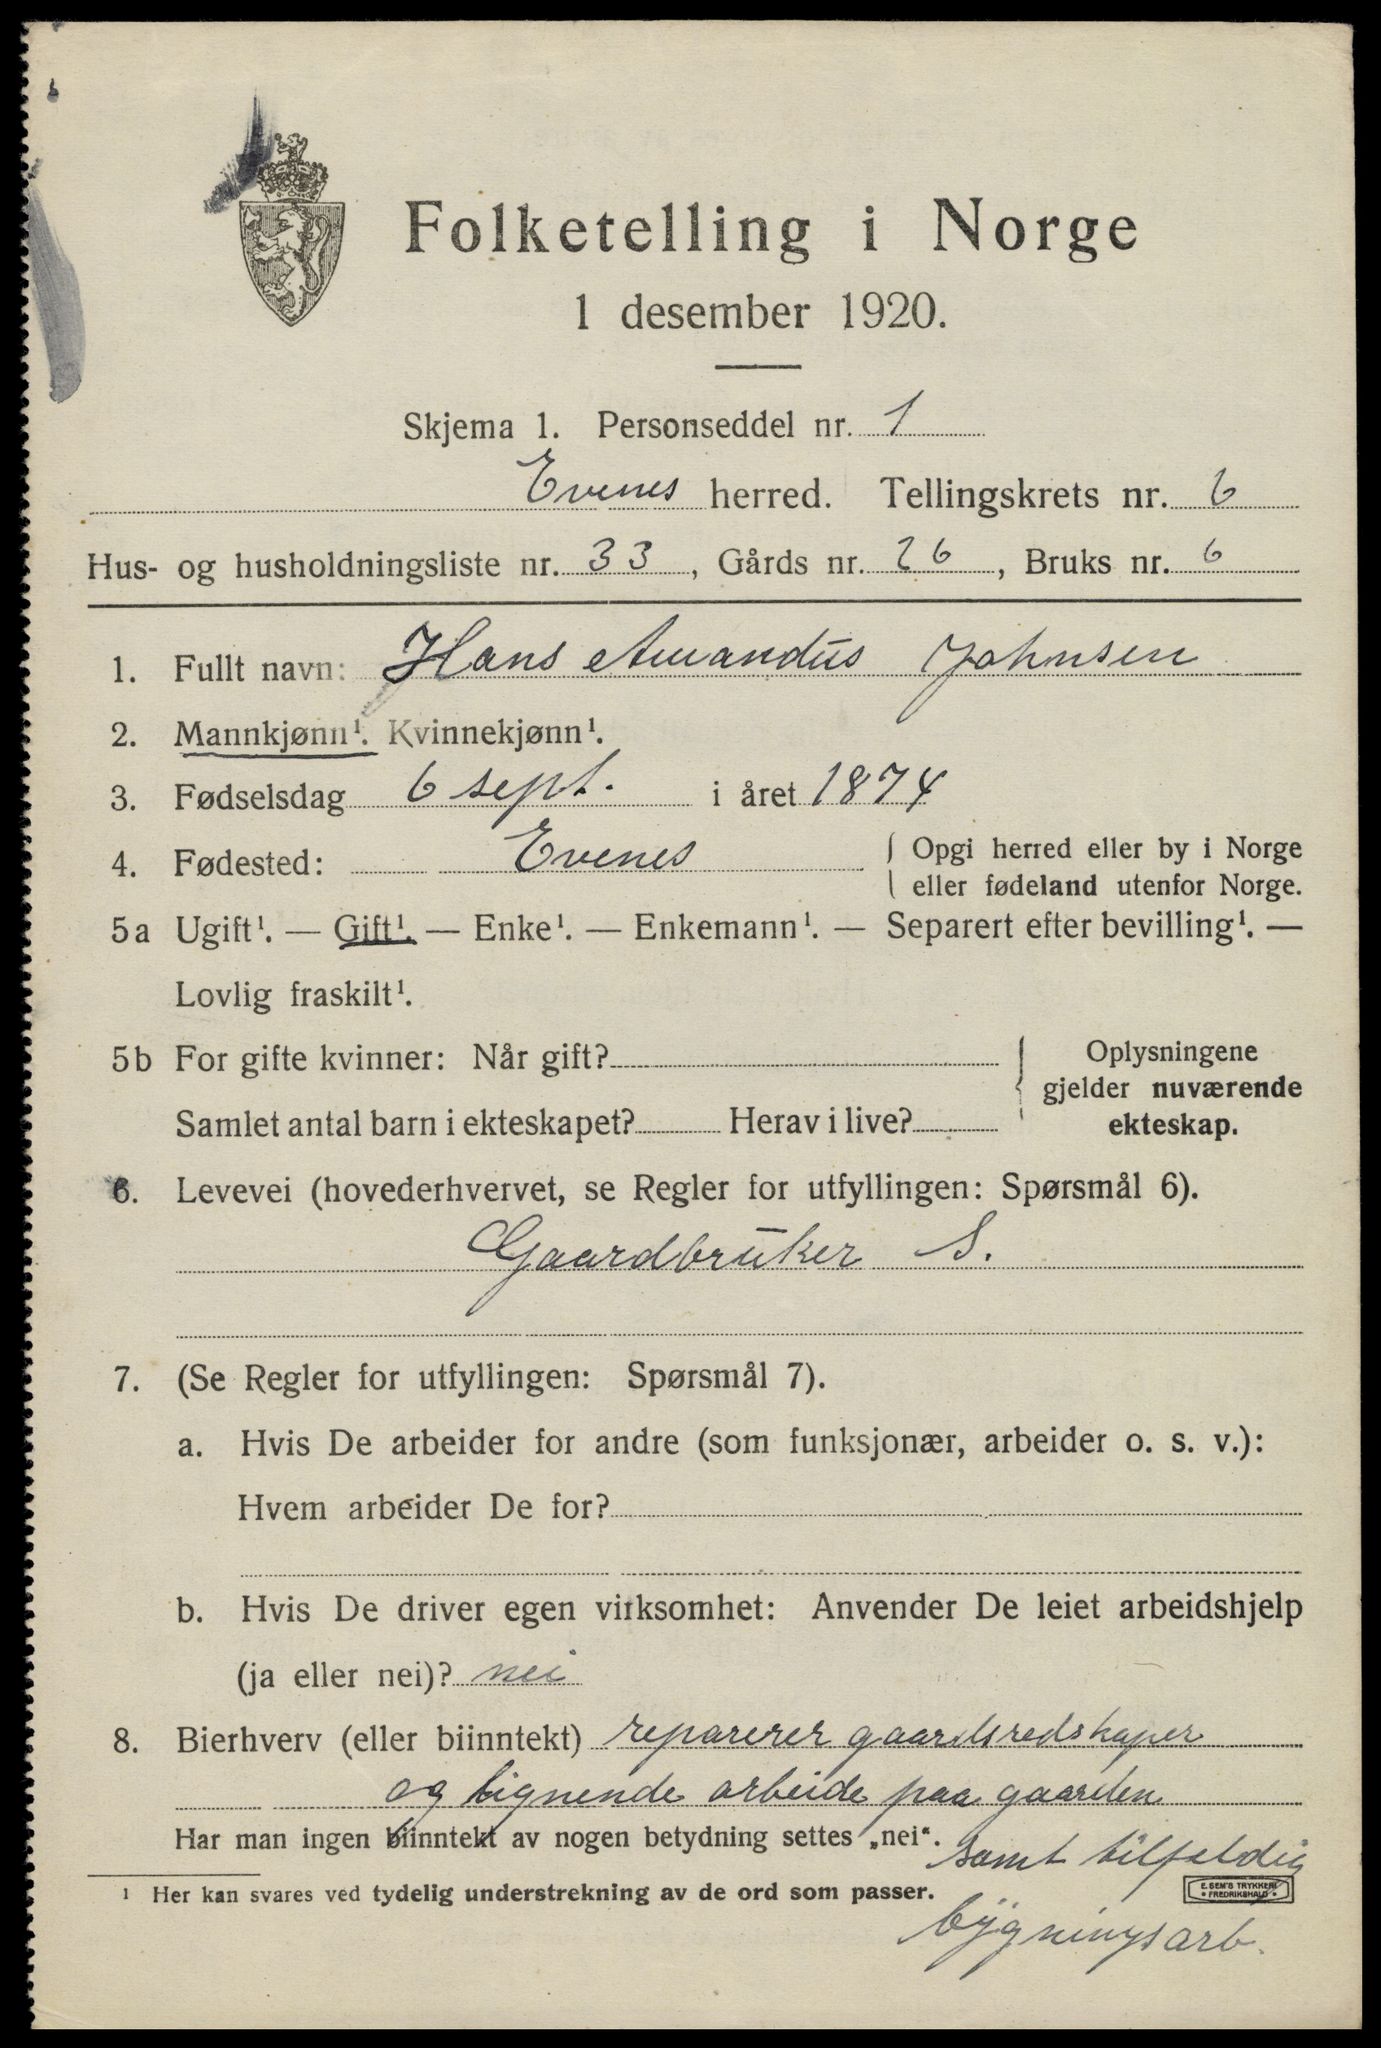 Folketelling i Norge
1 desember 1920.
Skjema 1. Personseddel nr. 1
Evenes herred. Tellingskrets nr. 6
Hus- og husholdningsliste nr. 33, Gårds nr. 26, Bruks nr. 6
1. Fullt navn: Hans Amandus Johnsen
2. Mannkjønn¹. Kvinnekjønn¹.
3. Fødselsdag 6 sept. i året 1874
4. Fødested: Evenes { Opgi herred eller by i Norge
eller fødeland utenfor Norge.
5a Ugift¹. — Gift¹. — Enke¹. — Enkemann¹. — Separert efter bevilling¹. —
Lovlig fraskilt¹.
5b For gifte kvinner: Når gift?
Samlet antal barn i ekteskapet? Herav i live?
{ Oplysningene
gjelder nuværende
ekteskap.
6. Levevei (hovederhvervet, se Regler for utfyllingen: Spørsmål 6).
Gaardbruker S.
7. (Se Regler for utfyllingen: Spørsmål 7).
a. Hvis De arbeider for andre (som funksjonær, arbeider o. s. v.):
Hvem arbeider De for?
b. Hvis De driver egen virksomhet: Anvender De leiet arbeidshjelp
(ja eller nei)? nei
8. Bierhverv (eller biinntekt) reparerer gaardsredskaper
og lignende arbeide paa gaarden
Har man ingen biinntekt av nogen betydning settes „nei“.
samt tilfeldig
bygningsarb.
¹ Her kan svares ved tydelig understrekning av de ord som passer.
E. SEM'S TRYKKERI
FREDRIKSHALD